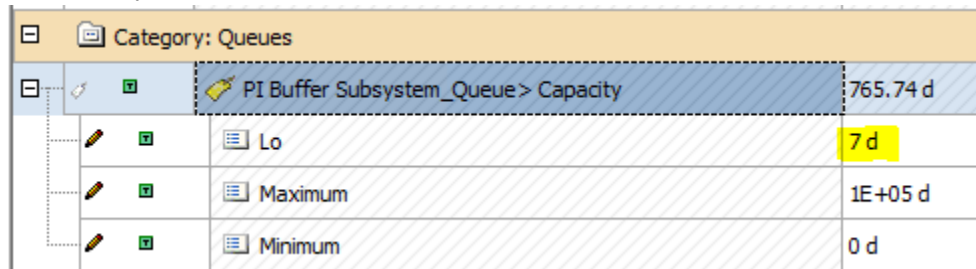 Category: Queues
PI Buffer Subsystem_Queue> Capacity 765.74 d
Lo 7 d
Maximum 1E+05 d
Minimum 0 d